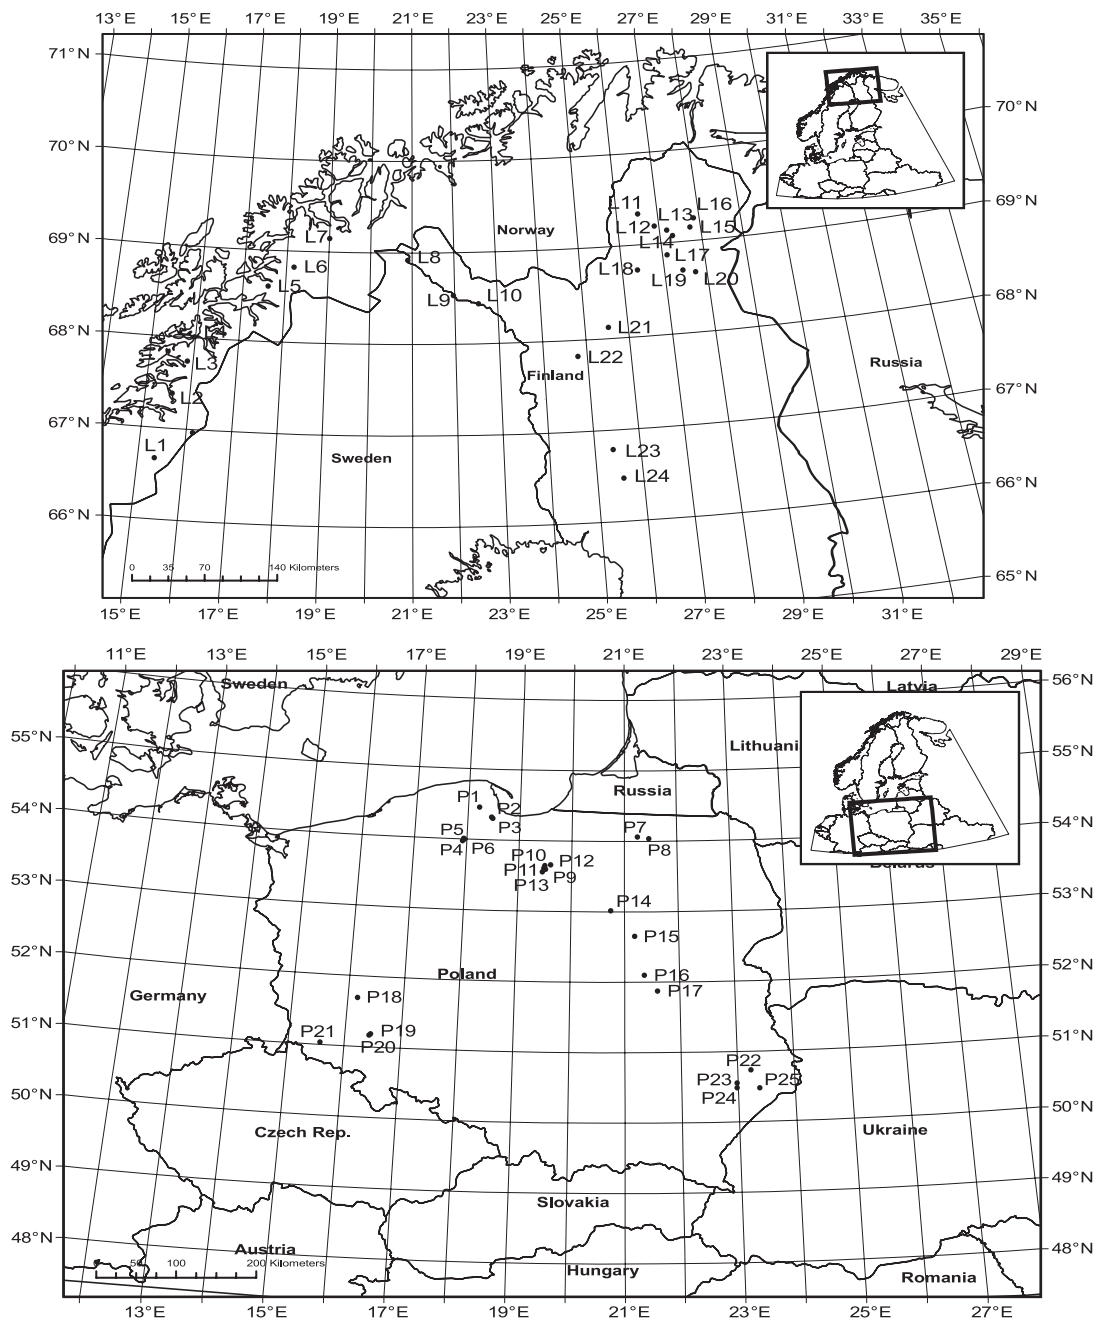 13°E 15°E 17°E 19°E 21°E 23°E 25°E 27°E 29°E 31°E 33°E 35°E
71°N
70°N
70°N
69°N
L11 L16
L13
L12 L15
Norway
L7 L14
69°N
L8 L17
L6 L18
L19 L20
L5
L9 L10
68°N
68°N
L21
L3 L22
Russia
Finland
67°N
L2
67°N
L1 L23
Sweden
L24
66°N
66°N
0 35 70 140 Kilometers
65°N
15°E 17°E 19°E 21°E 23°E 25°E 27°E 29°E 31°E
11°E 13°E 15°E 17°E 19°E 21°E 23°E 25°E 27°E 29°E
Sweden Latvia
56°N
55°N
Lithuani
55°N
Russia
P1
54°N P2
P3
P5 P7
54°N
P4 P6 P8
P10 P12
P11 P9
Belarus
53°N
P13
53°N
P14
P15
52°N
52°N
Poland P16
P17
Germany P18
51°N
P21 P19
51°N
P20
P22
P23 P25
50°N P24
50°N
Czech Rep. Ukraine
49°N
49°N
Slovakia
48°N
Austria
48°N
0 50 100 200 Kilometers
Hungary Romania
13°E 15°E 17°E 19°E 21°E 23°E 25°E 27°E